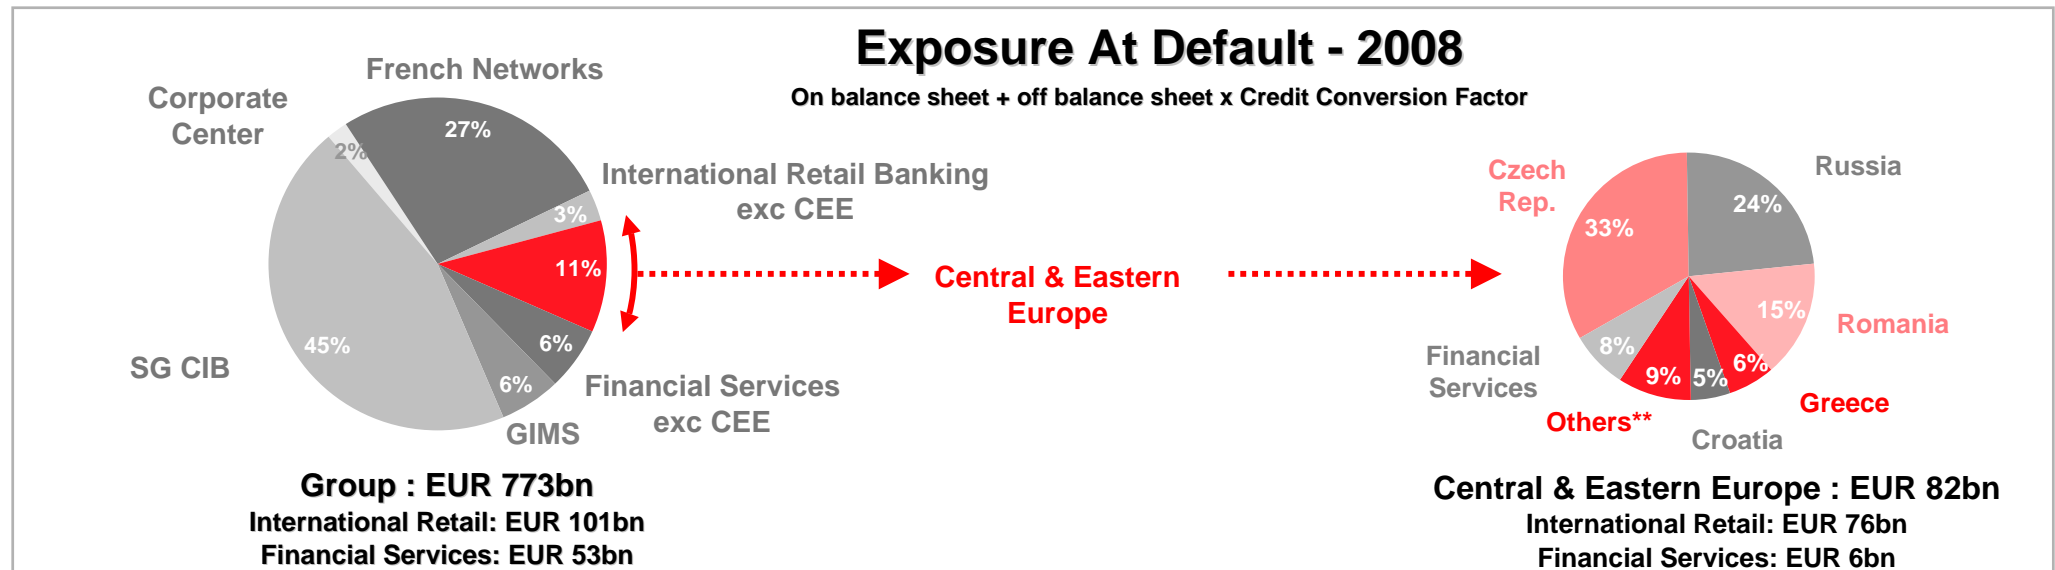 Exposure At Default - 2008
On balance sheet + off balance sheet x Credit Conversion Factor
French Networks
Corporate
Center
27%
2%
International Retail Banking
exc CEE
3%
11%
45%
6%
6%
SG CIB
Financial Services
exc CEE
GIMS
Group : EUR 773bn
International Retail: EUR 101bn
Financial Services: EUR 53bn
Central & Eastern
Europe
Czech
Rep.
Russia
24%
33%
15%
Romania
8%
9%
5%
6%
Financial
Services
Greece
Others**
Croatia
Central & Eastern Europe : EUR 82bn
International Retail: EUR 76bn
Financial Services: EUR 6bn